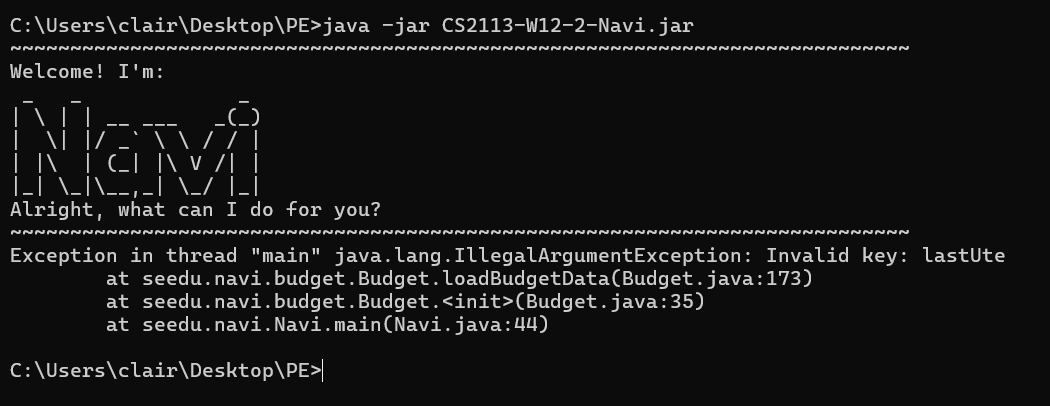 C:\Users\clair\Desktop\PE>java -jar CS2113-W12-2-Navi.jar
~~~~~~~~~~~~~~~~~~~~~~~~~~~~~~~~~~~~~~~~~~~~~~~~~~~~~~~~~~~~~~~~~~~~~~~~~~~
Welcome! I'm:
 _   _             _
| \ | | __ ___   _(_)
|  \| |/ _` \ \ / / |
| |\  | (_| |\ V /| |
|_| \_|\__,_| \_/ |_|
Alright, what can I do for you?
~~~~~~~~~~~~~~~~~~~~~~~~~~~~~~~~~~~~~~~~~~~~~~~~~~~~~~~~~~~~~~~~~~~~~~~~~~~
Exception in thread "main" java.lang.IllegalArgumentException: Invalid key: lastUte
        at seedu.navi.budget.Budget.loadBudgetData(Budget.java:173)
        at seedu.navi.budget.Budget.<init>(Budget.java:35)
        at seedu.navi.Navi.main(Navi.java:44)
C:\Users\clair\Desktop\PE>